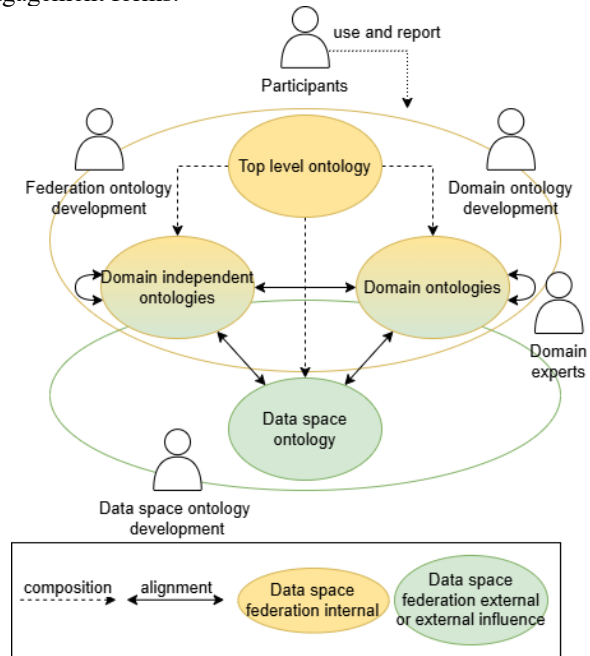 use and report
Participants
Federation ontology
development
Top level ontology
Domain ontology
development
Domain independent
ontologies
Domain ontologies
Domain
experts
Data space
ontology
Data space ontology
development
composition
alignment
Data space
federation internal
Data space
federation external
or external influence